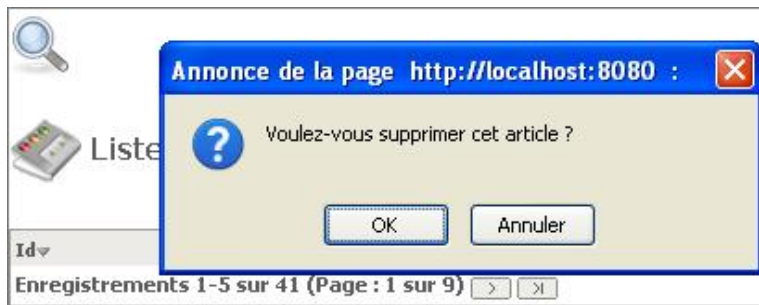 Annonce de la page http://localhost:8080 :
Voulez-vous supprimer cet article ?
Liste
OK Annuler
Id
Enregistrements 1-5 sur 41 (Page : 1 sur 9)